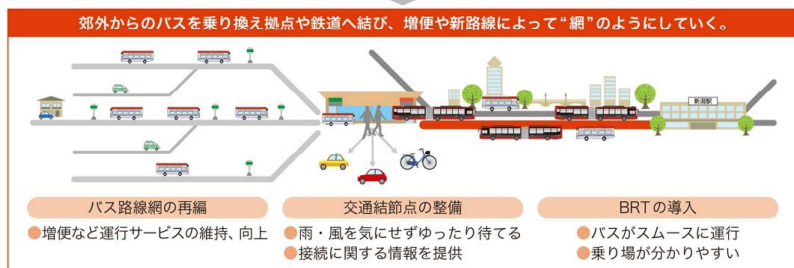 郊外からのバスを乗り換え拠点や鉄道へ結び、増便や新路線によって“網”のようにしていく。
新潟駅
バス路線網の再編
●増便など運行サービスの維持、向上
交通結節点の整備
●雨・風を気にせずゆったり待てる
●接続に関する情報を提供
BRTの導入
●バスがスムースに運行
●乗り場が分かりやすい